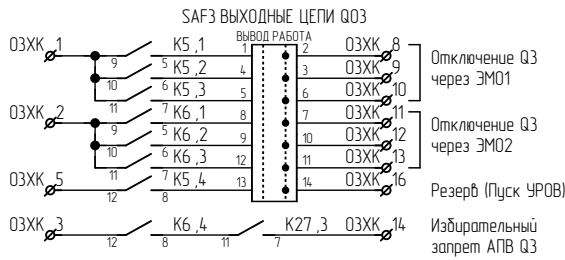 SAF3 ВЫХОДНЫЕ ЦЕПИ Q03
ВЫВОД РАБОТА
03ХК 1 K5,1 1 2 03ХК 8
9 5 K5,2 4 3 03ХК 9
10 6 K5,3 5 6 03ХК 10
Отключение Q3
через ЭМ01
03ХК 2 11 7 K6,1 8 7 03ХК 11
9 5 K6,2 9 10 03ХК 12
10 6 K6,3 12 11 03ХК 13
Отключение Q3
через ЭМ02
03ХК 5 11 7 K5,4 13 14 03ХК 16 Резерв (Пуск УРОВ)
12 8
03ХК 3 K6,4 K27,3 03ХК 14 Избирательный
12 8 11 7 запрет АПВ Q3